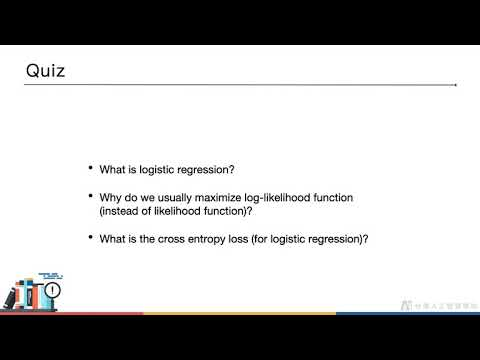 Quiz
• What is logistic regression?
• Why do we usually maximize log-likelihood function
(instead of likelihood function)?
• What is the cross entropy loss (for logistic regression)?